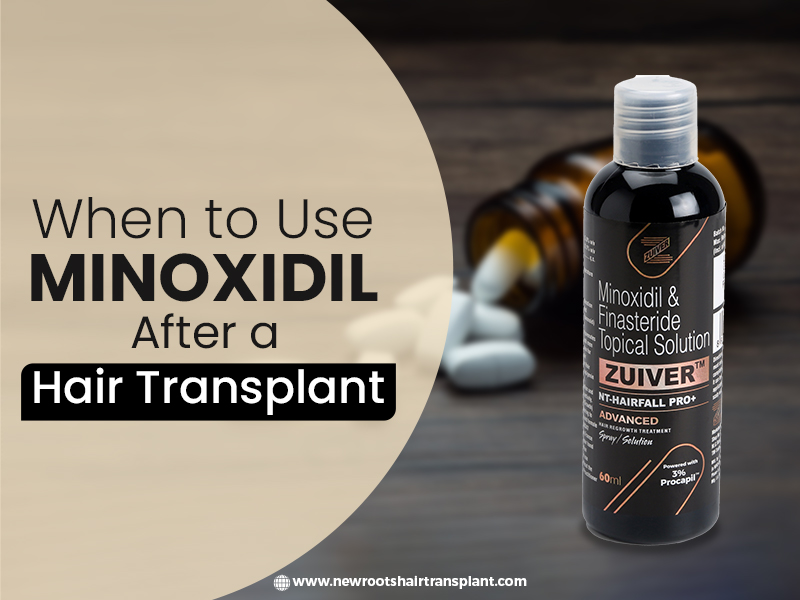 When to Use
MINOXIDIL
After a
Hair Transplant
ZUIVER
Minoxidil &
Finasteride
Topical Solution
ZUIVER™
NT-HAIRFALL PRO+
ADVANCED
HAIR REGROWTH TREATMENT
Spray / Solution
Powered with
3%
Procapil™
60ml
www.newrootshairtransplant.com